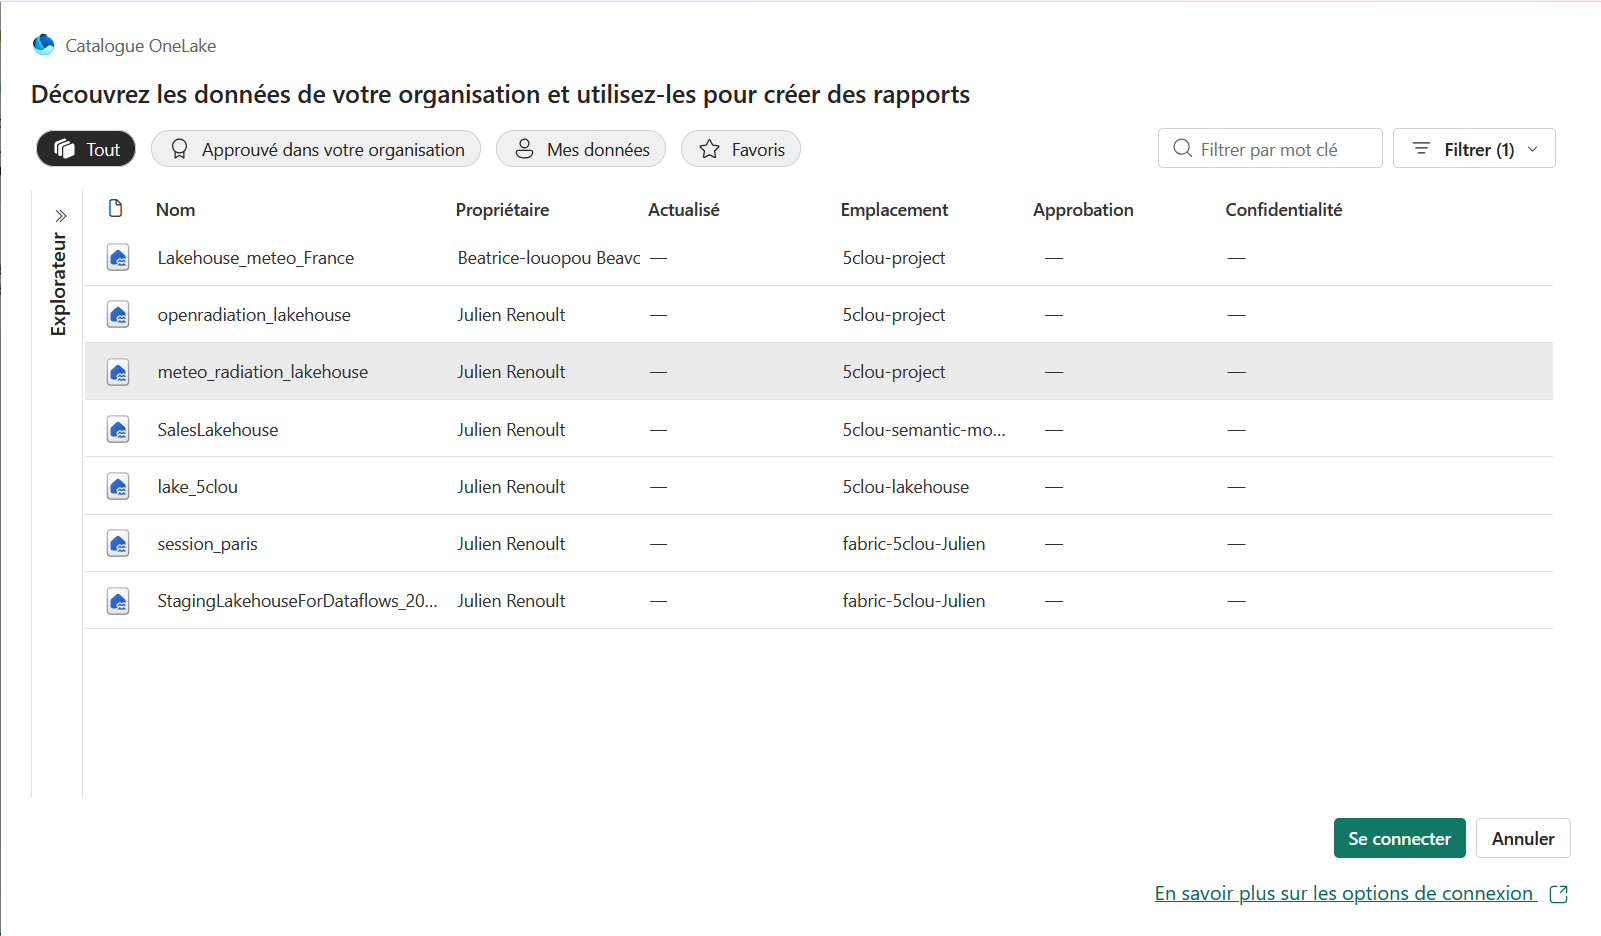 Catalogue OneLake
Découvrez les données de votre organisation et utilisez-les pour créer des rapports
Tout Approuvé dans votre organisation Mes données Favoris Filtrer par mot clé Filtrer (1)
Explorateur
Nom Propriétaire Actualisé Emplacement Approbation Confidentialité
Lakehouse_meteo_France Beatrice-louopou Beavc — 5clou-project — —
openradiation_lakehouse Julien Renoult — 5clou-project — —
meteo_radiation_lakehouse Julien Renoult — 5clou-project — —
SalesLakehouse Julien Renoult — 5clou-semantic-mo... — —
lake_5clou Julien Renoult — 5clou-lakehouse — —
session_paris Julien Renoult — fabric-5clou-Julien — —
StagingLakehouseForDataflows_20... Julien Renoult — fabric-5clou-Julien — —
Se connecter Annuler
En savoir plus sur les options de connexion